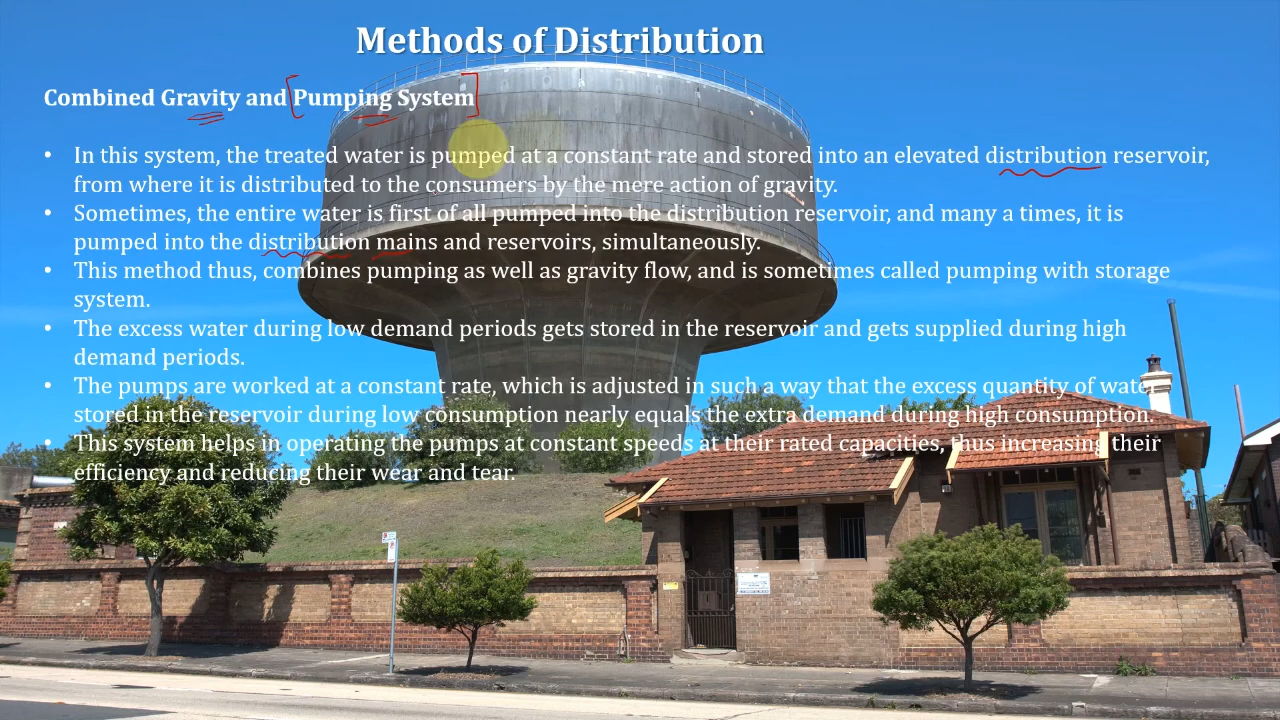 Methods of Distribution
Combined Gravity and Pumping System
• In this system, the treated water is pumped at a constant rate and stored into an elevated distribution reservoir,
from where it is distributed to the consumers by the mere action of gravity.
• Sometimes, the entire water is first of all pumped into the distribution reservoir, and many a times, it is
pumped into the distribution mains and reservoirs, simultaneously.
• This method thus, combines pumping as well as gravity flow, and is sometimes called pumping with storage
system.
• The excess water during low demand periods gets stored in the reservoir and gets supplied during high
demand periods.
• The pumps are worked at a constant rate, which is adjusted in such a way that the excess quantity of water
stored in the reservoir during low consumption nearly equals the extra demand during high consumption.
• This system helps in operating the pumps at constant speeds at their rated capacities, thus increasing their
efficiency and reducing their wear and tear.